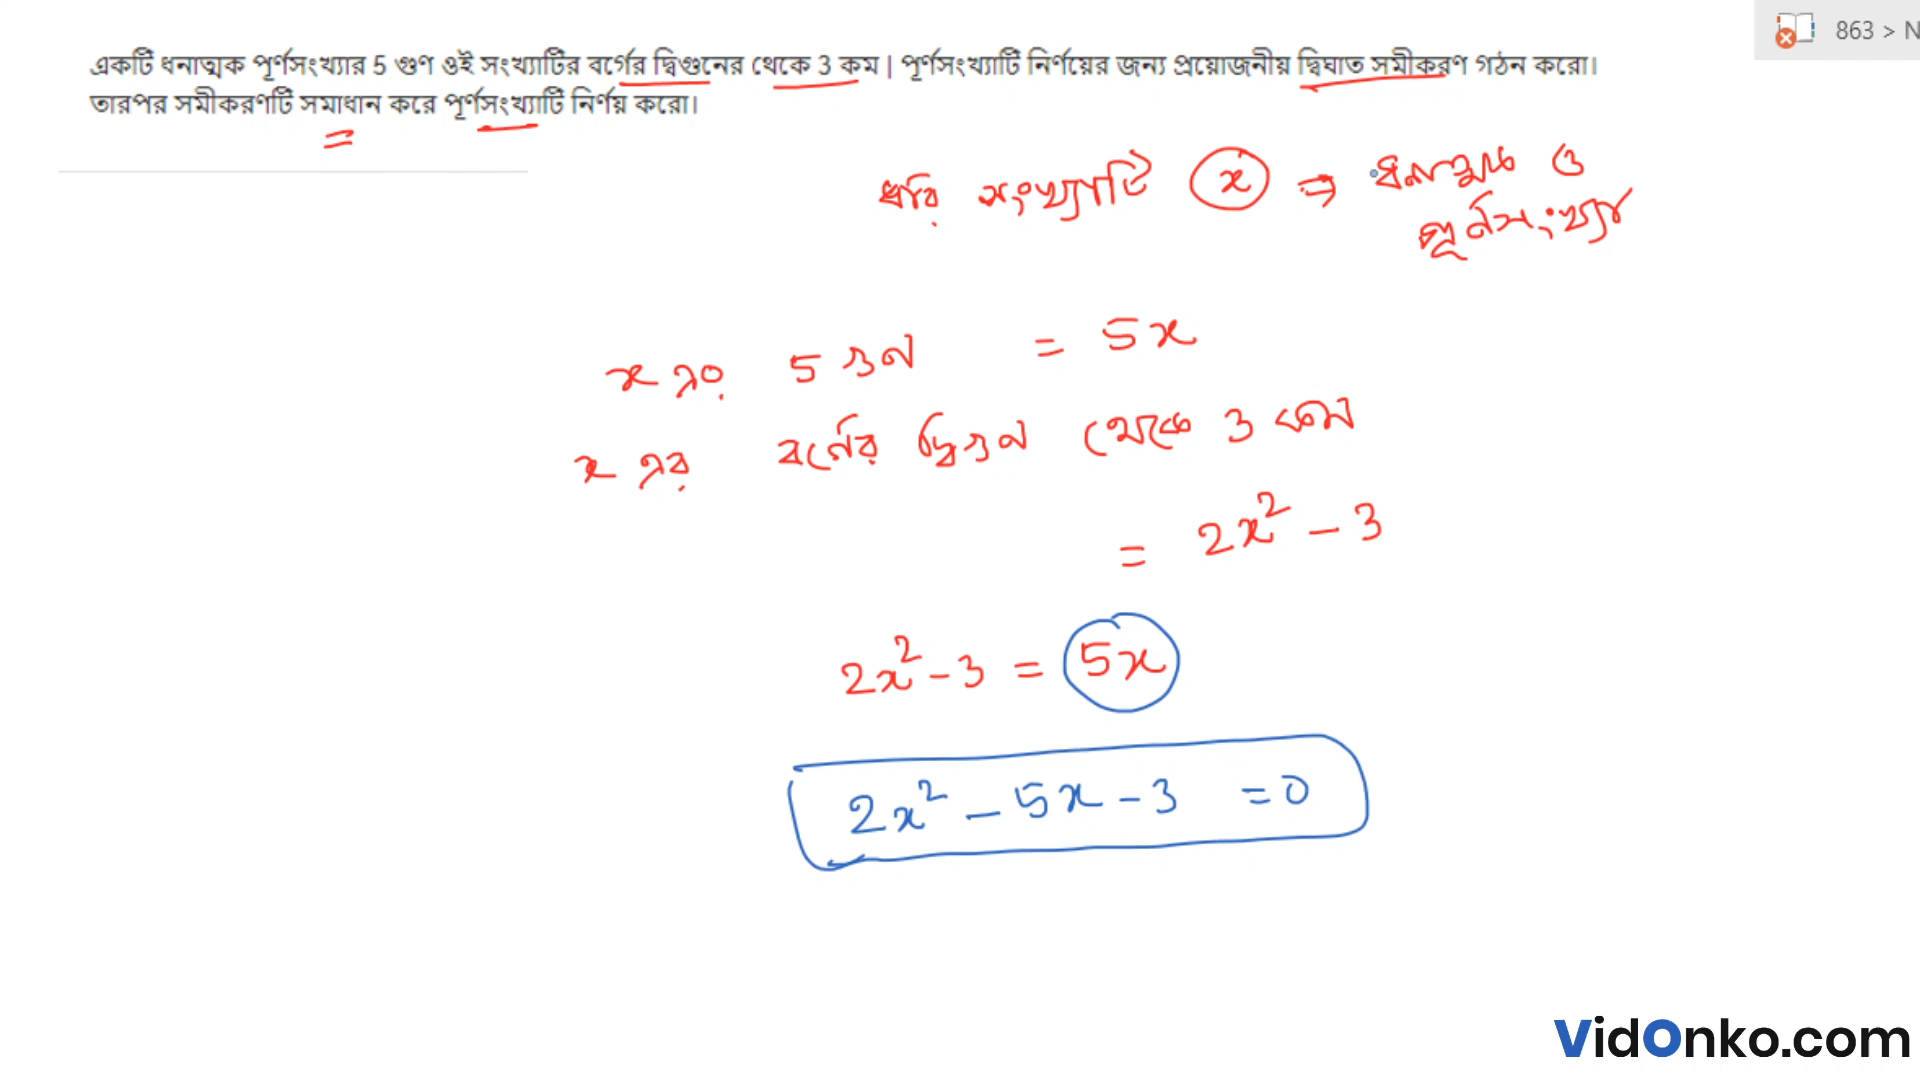 863 > N
একটি ধনাত্মক পূর্ণসংখ্যার 5 গুণ ওই সংখ্যাটির বর্গের দ্বিগুনের থেকে 3 কম | পূর্ণসংখ্যাটি নির্ণয়ের জন্য প্রয়োজনীয় দ্বিঘাত সমীকরণ গঠন করো।
তারপর সমীকরণটি সমাধান করে পূর্ণসংখ্যাটি নির্ণয় করো।
ধরি সংখ্যাটি x ⇒ ধনাত্মক ও
পূর্নসংখ্যা
x এর 5 গুন = 5x
x এর বর্গের দ্বিগুন থেকে 3 কম
= 2x² - 3
2x² - 3 = 5x
2x² - 5x - 3 = 0
VidOnko.com